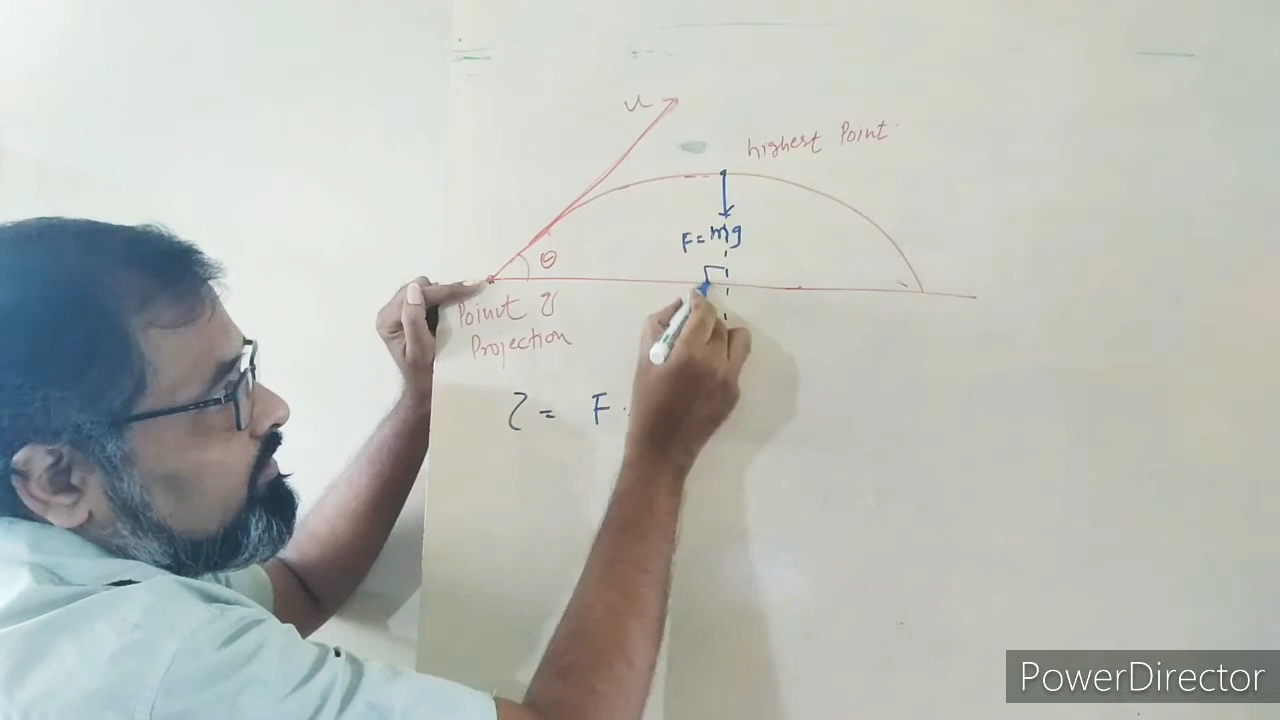 u
highest Point
F = mg
θ
Point of
Projection
τ = F .
PowerDirector